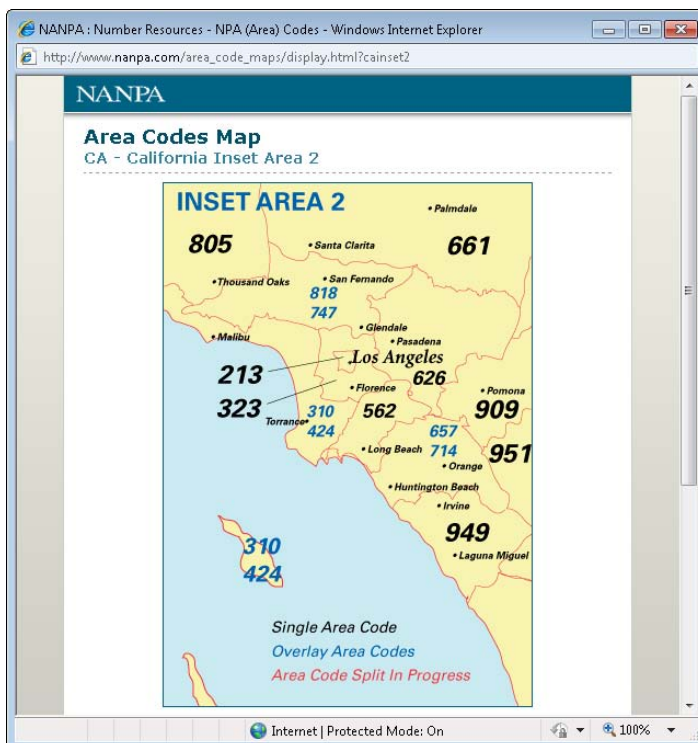 NANPA : Number Resources - NPA (Area) Codes - Windows Internet Explorer
http://www.nanpa.com/area_code_maps/display.html?cainset2
NANPA
Area Codes Map
CA - California Inset Area 2
INSET AREA 2
Palmdale
805
Santa Clarita
661
Thousand Oaks
San Fernando
818
747
Glendale
Malibu
Pasadena
Los Angeles
213
626
Florence
Pomona
323
310
562
909
Torrance
424
657
714
951
Long Beach
Orange
Huntington Beach
Irvine
949
Laguna Miguel
310
424
Single Area Code
Overlay Area Codes
Area Code Split In Progress
Internet | Protected Mode: On
100%